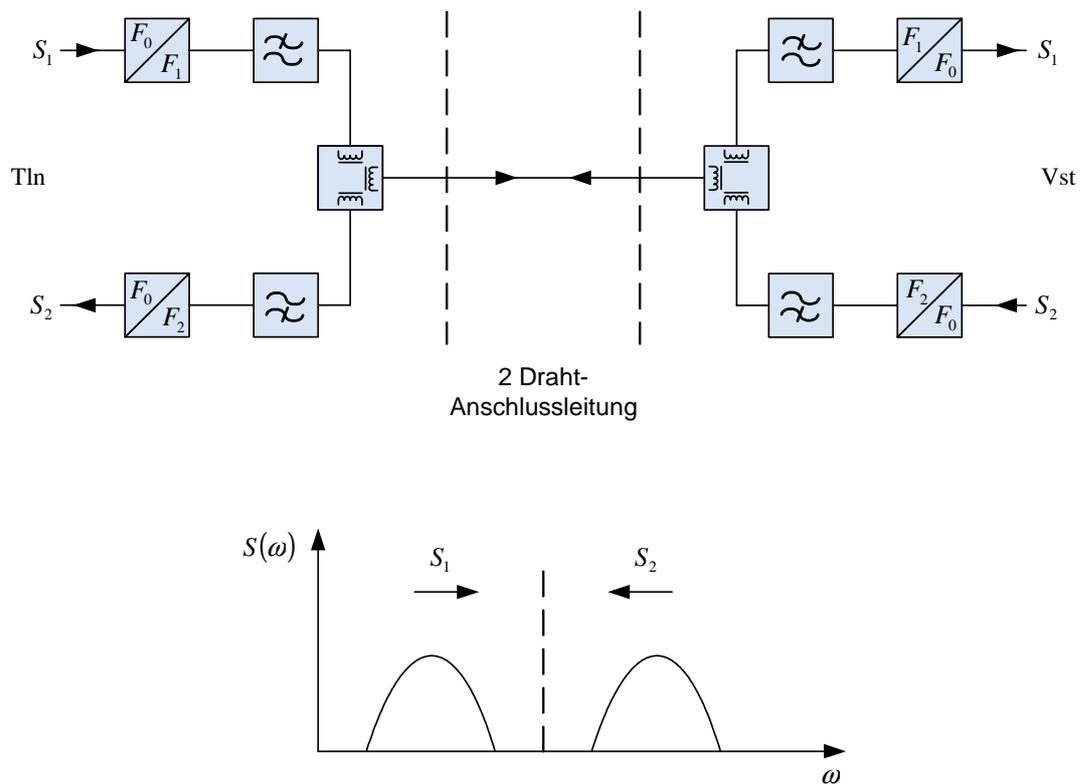 S₁
F₀
F₁
F₁
F₀
S₁
Tln
Vst
S₂
F₀
F₂
F₂
F₀
S₂
2 Draht-
Anschlussleitung
S(ω)
S₁
S₂
ω